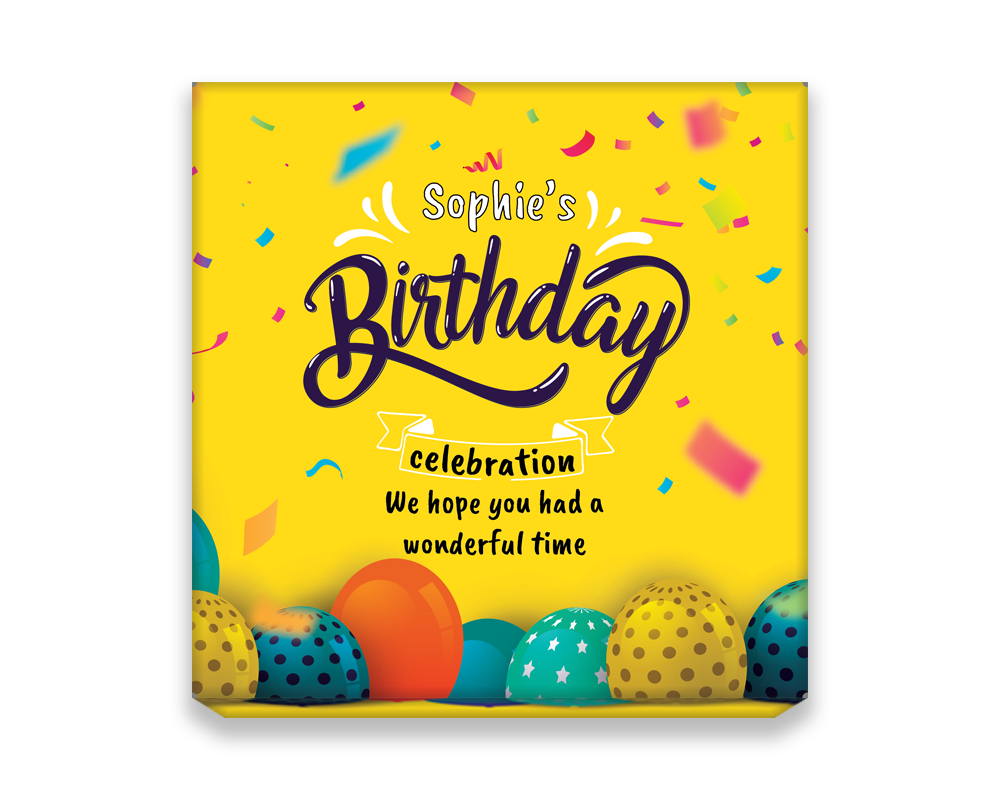 Sophie's
Birthday
celebration
We hope you had a
wonderful time